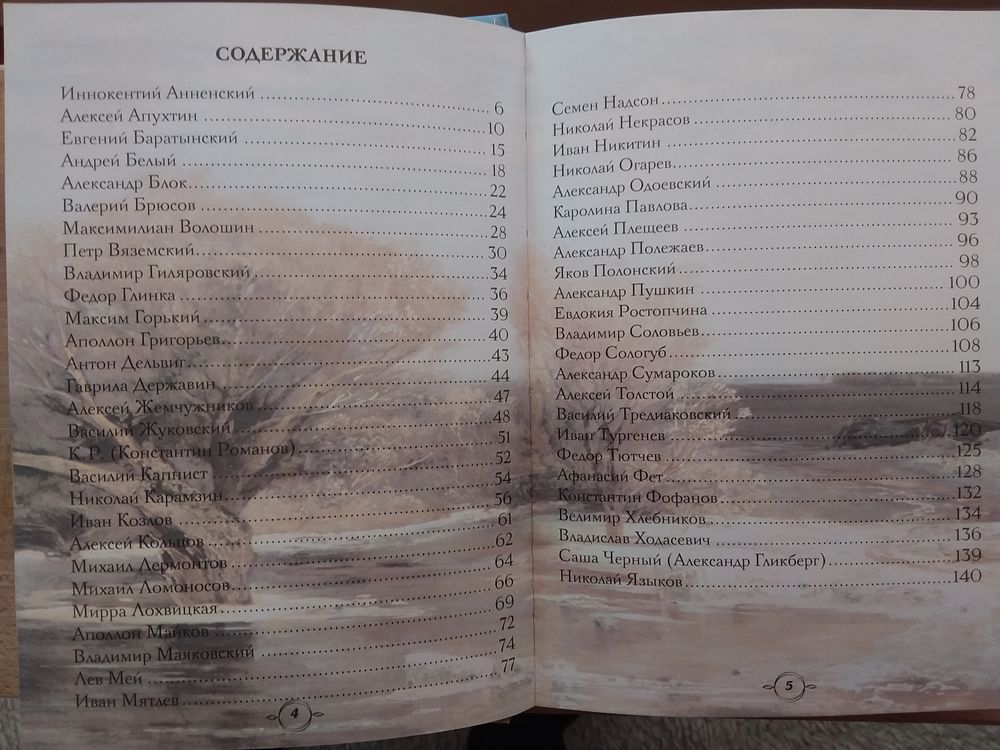 СОДЕРЖАНИЕ
Иннокентий Анненский ... 6
Алексей Апухтин ... 10
Евгений Баратынский ... 15
Андрей Белый ... 18
Александр Блок ... 22
Валерий Брюсов ... 24
Максимилиан Волошин ... 28
Петр Вяземский ... 30
Владимир Гиляровский ... 34
Федор Глинка ... 36
Максим Горький ... 39
Аполлон Григорьев ... 40
Антон Дельвиг ... 43
Гаврила Державин ... 44
Алексей Жемчужников ... 47
Василий Жуковский ... 48
К. Р. (Константин Романов) ... 51
Василий Капнист ... 52
Николай Карамзин ... 54
Иван Козлов ... 56
Алексей Кольцов ... 61
Михаил Лермонтов ... 62
Михаил Ломоносов ... 64
Мирра Лохвицкая ... 66
Аполлон Майков ... 69
Владимир Маяковский ... 72
Лев Мей ... 74
Иван Мятлев ... 77
4
Семен Надсон ... 78
Николай Некрасов ... 80
Иван Никитин ... 82
Николай Огарев ... 86
Александр Одоевский ... 88
Каролина Павлова ... 90
Алексей Плещеев ... 93
Александр Полежаев ... 96
Яков Полонский ... 98
Александр Пушкин ... 100
Евдокия Ростопчина ... 104
Владимир Соловьев ... 106
Федор Сологуб ... 108
Александр Сумароков ... 113
Алексей Толстой ... 114
Василий Тредиаковский ... 118
Иван Тургенев ... 120
Федор Тютчев ... 125
Афанасий Фет ... 128
Константин Фофанов ... 132
Велимир Хлебников ... 134
Владислав Ходасевич ... 136
Саша Черный (Александр Гликберг) ... 139
Николай Языков ... 140
5